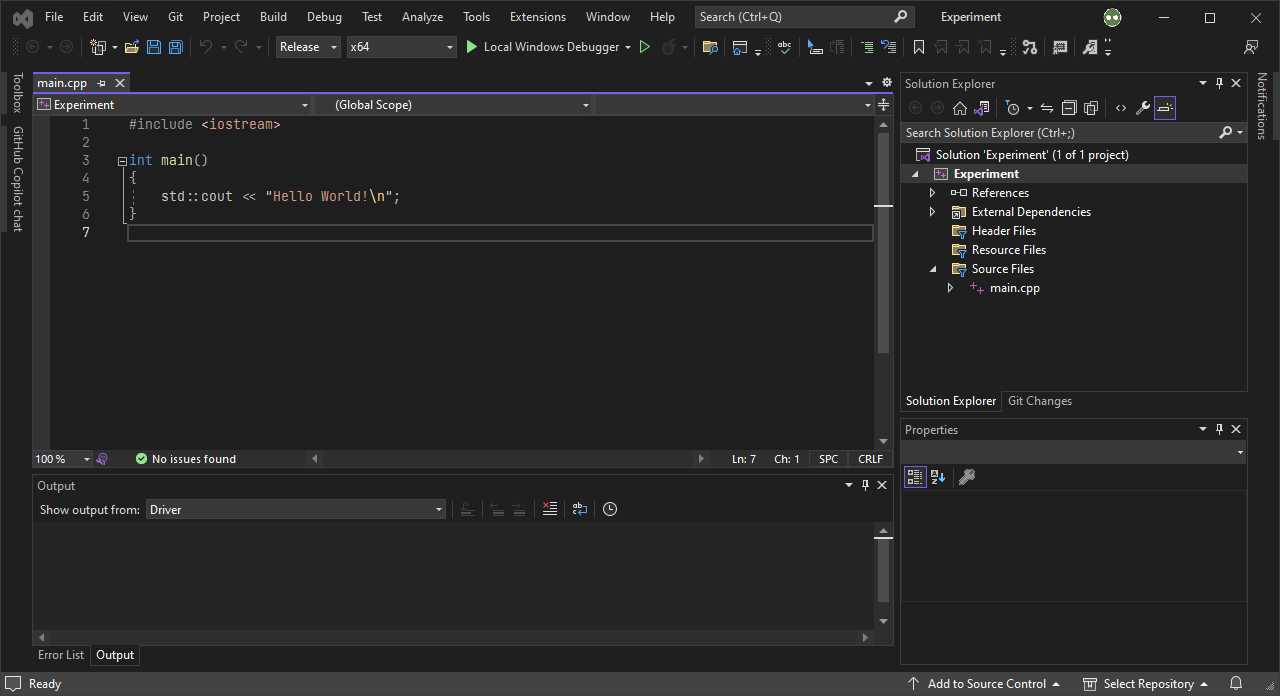 File Edit View Git Project Build Debug Test Analyze Tools Extensions Window Help Search (Ctrl+Q) Experiment
Release x64 Local Windows Debugger abc
Toolbox
GitHub Copilot chat
main.cpp
Experiment (Global Scope)
1 #include <iostream>
2
3 int main()
4 {
5 std::cout << "Hello World!\n";
6 }
7
100 % No issues found Ln: 7 Ch: 1 SPC CRLF
Output
Show output from: Driver
Error List Output
Solution Explorer
Search Solution Explorer (Ctrl+;)
Solution 'Experiment' (1 of 1 project)
Experiment
References
External Dependencies
Header Files
Resource Files
Source Files
main.cpp
Solution Explorer Git Changes
Properties
Notifications
Ready Add to Source Control Select Repository